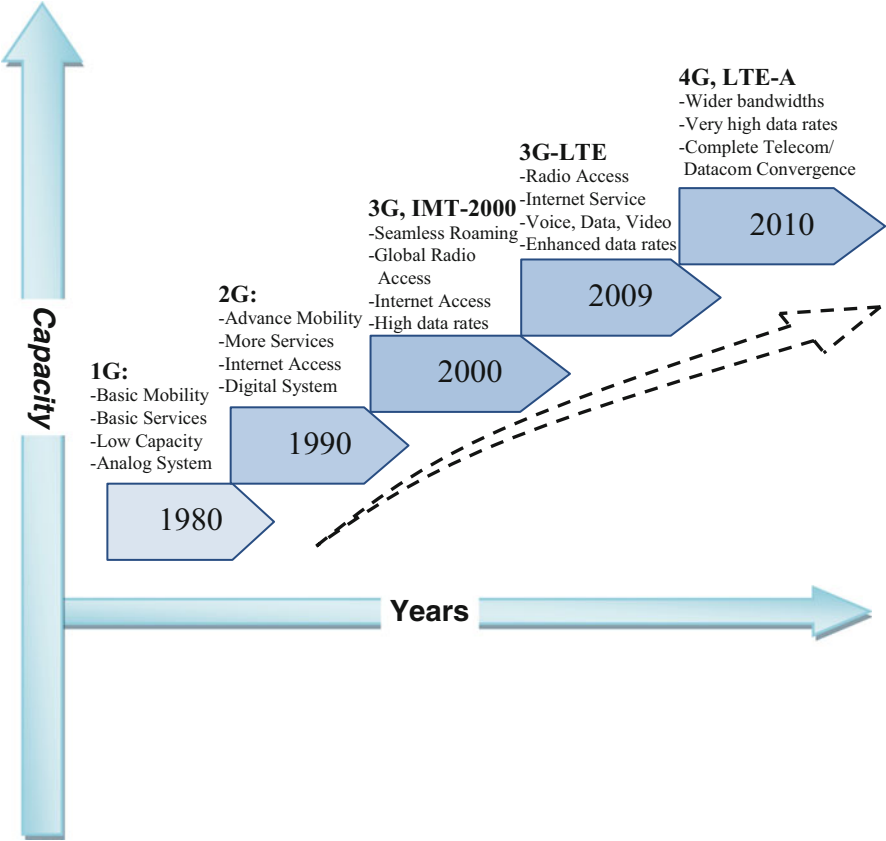 4G, LTE-A
-Wider bandwidths
-Very high data rates
-Complete Telecom/
Datacom Convergence
2010
3G-LTE
-Radio Access
-Internet Service
-Voice, Data, Video
-Enhanced data rates
2009
3G, IMT-2000
-Seamless Roaming
-Global Radio
Access
-Internet Access
-High data rates
2000
2G:
-Advance Mobility
-More Services
-Internet Access
-Digital System
1990
1G:
-Basic Mobility
-Basic Services
-Low Capacity
-Analog System
1980
Capacity
Years